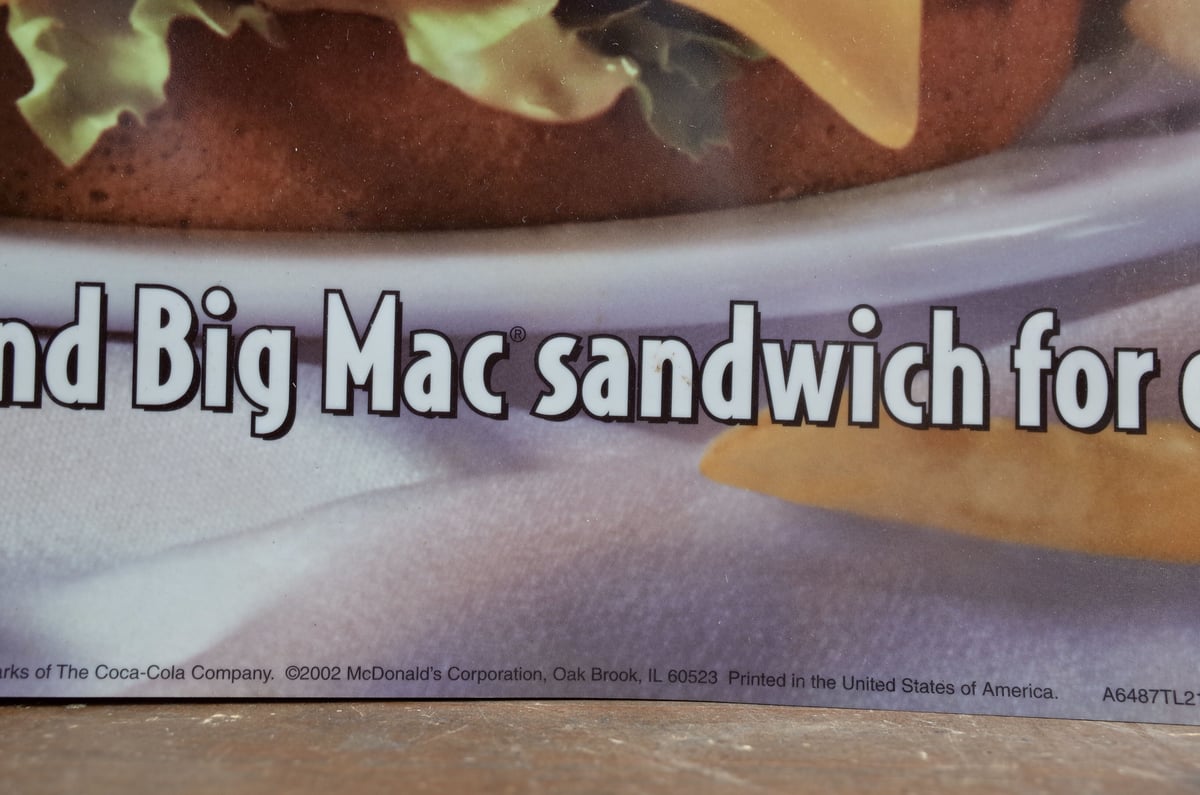 nd Big Mac® sandwich for
arks of The Coca-Cola Company. ©2002 McDonald's Corporation, Oak Brook, IL 60523 Printed in the United States of America. A6487TL21